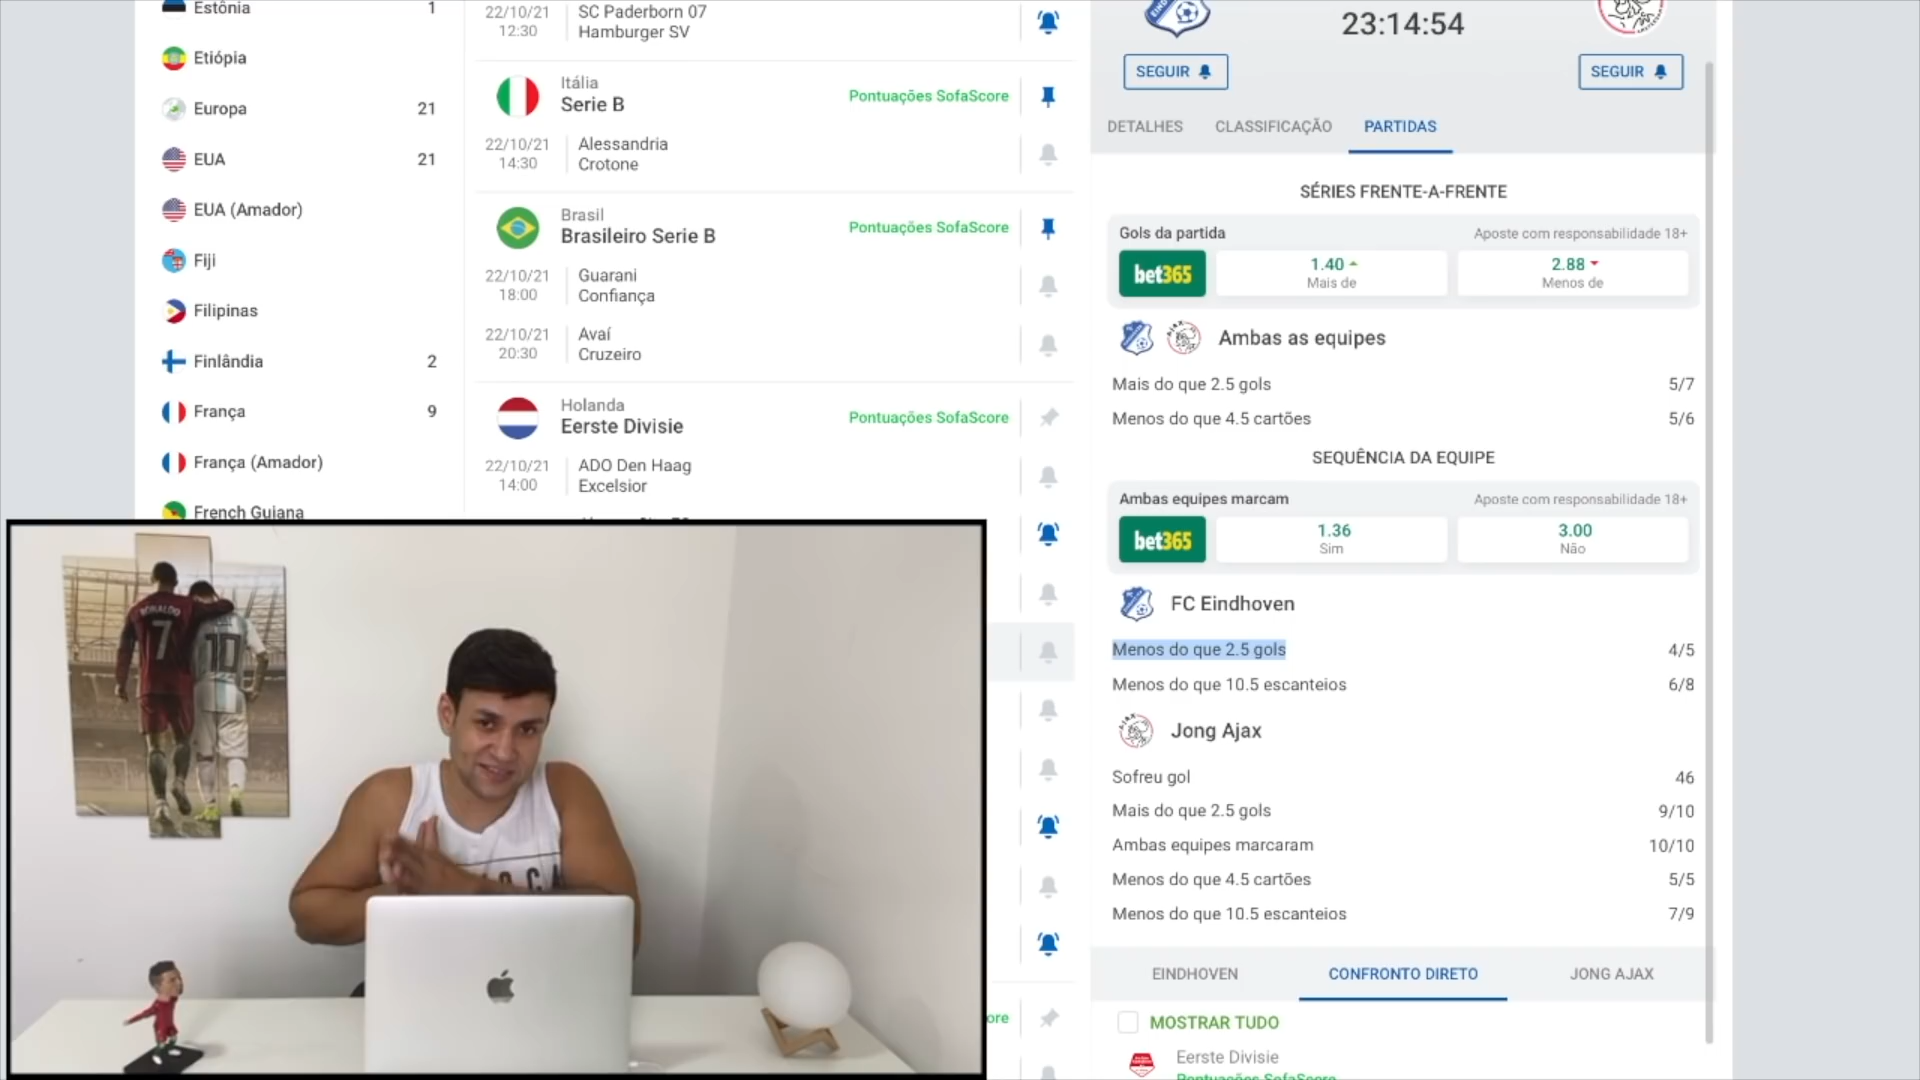 Estônia 1
Etiópia
Europa 21
EUA 21
EUA (Amador)
Fiji
Filipinas
Finlândia 2
França 9
França (Amador)
French Guiana
22/10/21 SC Paderborn 07
12:30 Hamburger SV
Itália
Serie B
Pontuações SofaScore
22/10/21 Alessandria
14:30 Crotone
Brasil
Brasileiro Serie B
Pontuações SofaScore
22/10/21 Guarani
18:00 Confiança
22/10/21 Avaí
20:30 Cruzeiro
Holanda
Eerste Divisie
Pontuações SofaScore
22/10/21 ADO Den Haag
14:00 Excelsior
23:14:54
SEGUIR
SEGUIR
DETALHES CLASSIFICAÇÃO PARTIDAS
SÉRIES FRENTE-A-FRENTE
Gols da partida Aposte com responsabilidade 18+
bet365
1.40
Mais de
2.88
Menos de
Ambas as equipes
Mais do que 2.5 gols 5/7
Menos do que 4.5 cartões 5/6
SEQUÊNCIA DA EQUIPE
Ambas equipes marcam Aposte com responsabilidade 18+
bet365
1.36
Sim
3.00
Não
FC Eindhoven
Menos do que 2.5 gols 4/5
Menos do que 10.5 escanteios 6/8
Jong Ajax
Sofreu gol 46
Mais do que 2.5 gols 9/10
Ambas equipes marcaram 10/10
Menos do que 4.5 cartões 5/5
Menos do que 10.5 escanteios 7/9
EINDHOVEN CONFRONTO DIRETO JONG AJAX
MOSTRAR TUDO
Eerste Divisie
Pontuações SofaScore
RONALDO
7
10
ore